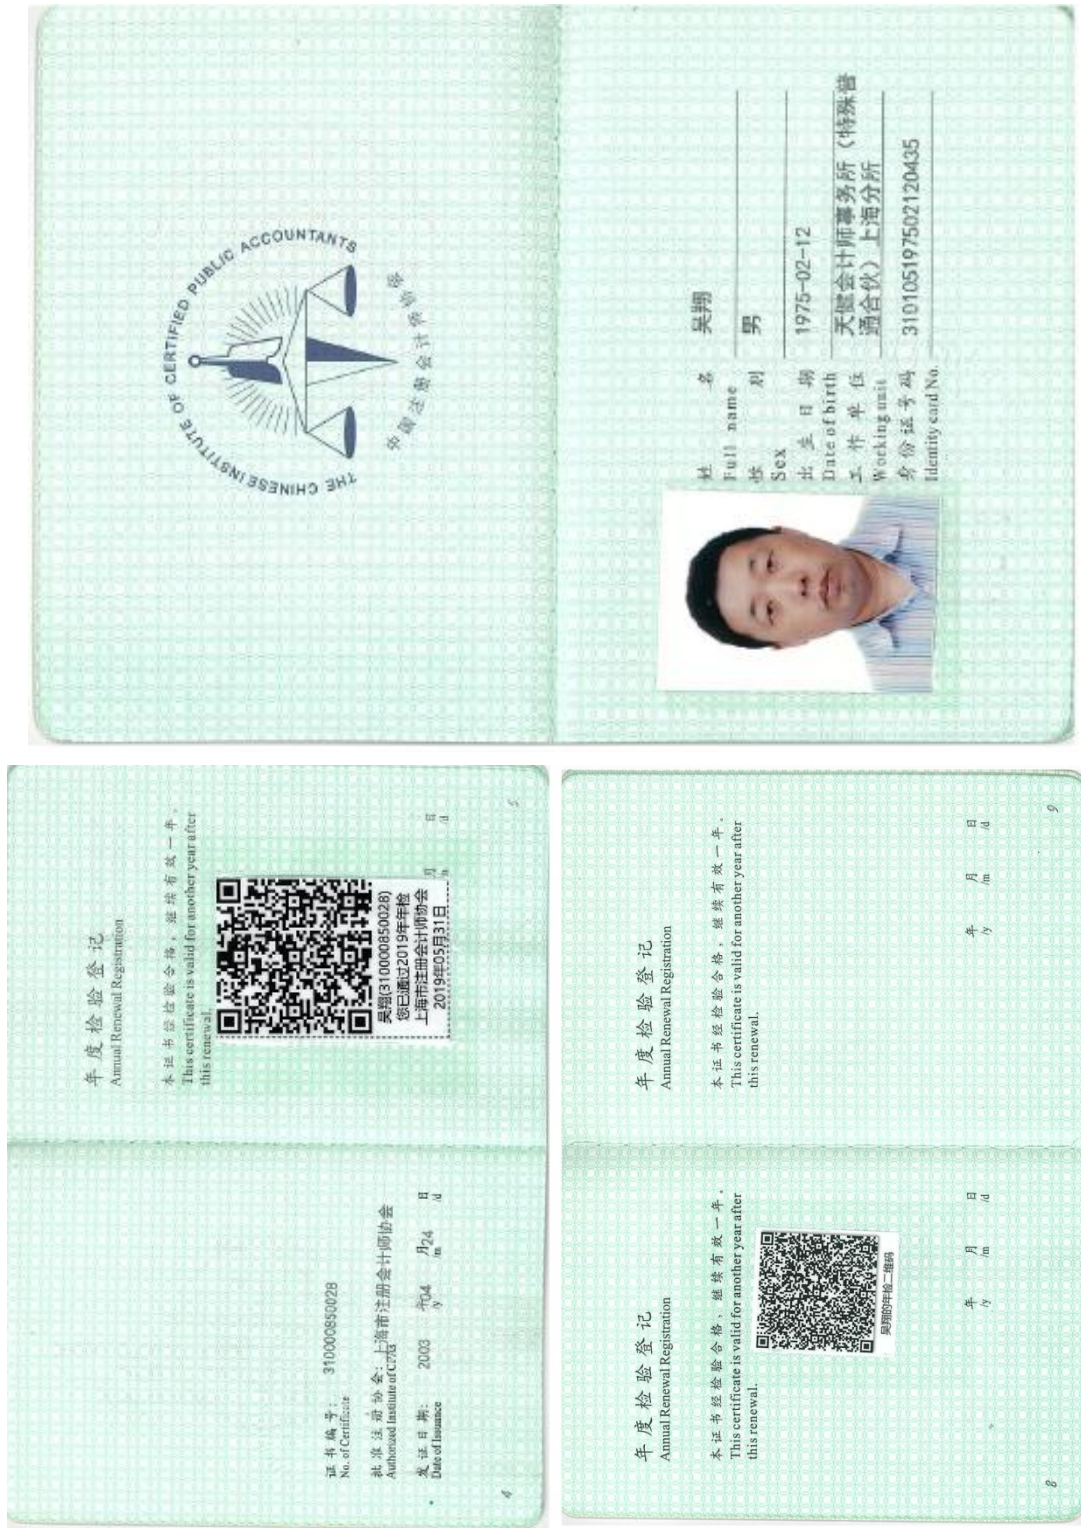 THE CHINESE INSTITUTE OF CERTIFIED PUBLIC ACCOUNTANTS
中国注册会计师协会
姓 名 吴翔
Full name
性 别 男
Sex
出 生 日 期 1975-02-12
Date of birth
工 作 单 位 天健会计师事务所（特殊普
Working unit 通合伙）上海分所
身 份 证 号 码 310105197502120435
Identity card No.
年 度 检 验 登 记
Annual Renewal Registration
本 证 书 经 检 验 合 格 ， 继 续 有 效 一 年 。
This certificate is valid for another year after
this renewal.
吴翔(310000850028)
您已通过2019年年检
上海市注册会计师协会
2019年05月31日
月 日
/d
5
证 书 编 号： 310000850028
No. of Certificate
批 准 注 册 协 会： 上海市注册会计师协会
Authorized Institute of CPAs
发 证 日 期： 2003 年04 月24 日
Date of Issuance /y /m /d
4
年 度 检 验 登 记
Annual Renewal Registration
本 证 书 经 检 验 合 格 ， 继 续 有 效 一 年 。
This certificate is valid for another year after
this renewal.
年 月 日
/y /m /d
9
年 度 检 验 登 记
Annual Renewal Registration
本 证 书 经 检 验 合 格 ， 继 续 有 效 一 年 。
This certificate is valid for another year after
this renewal.
吴翔的年检二维码
年 月 日
/y /m /d
8